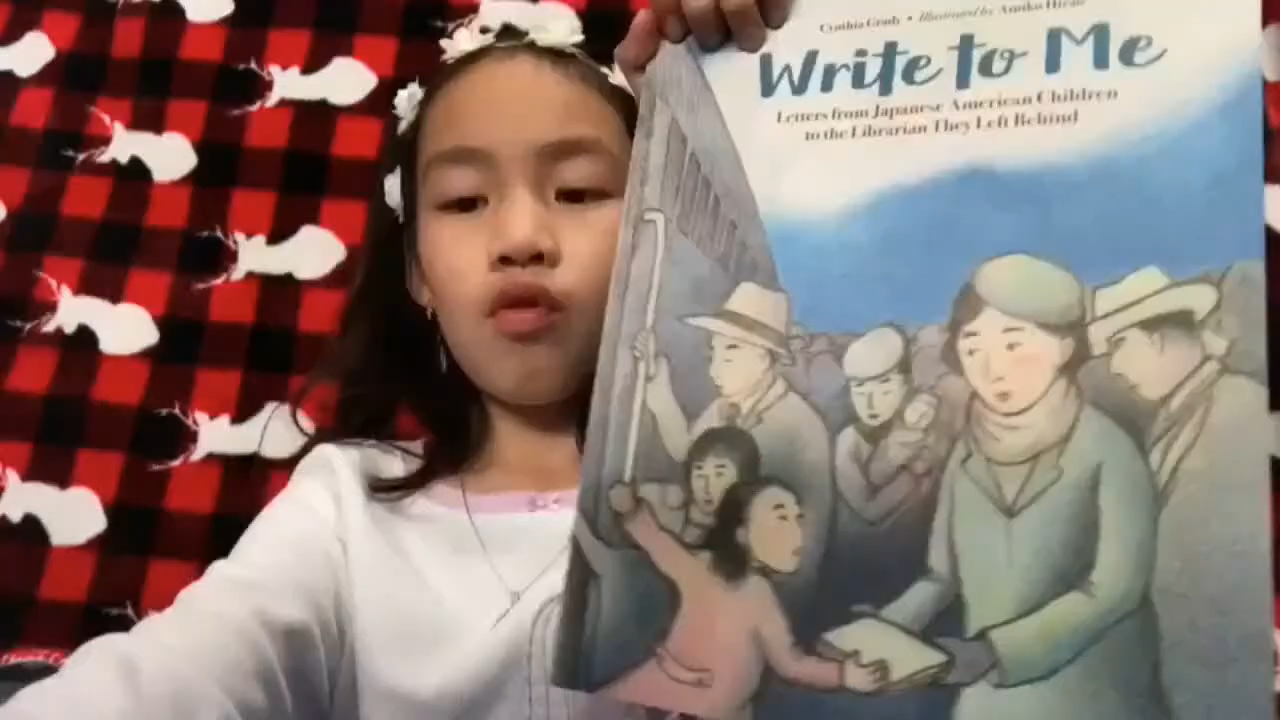 Cynthia Grady • Illustrated by Amiko Hirao
Write to Me
Letters from Japanese American Children
to the Librarian They Left Behind